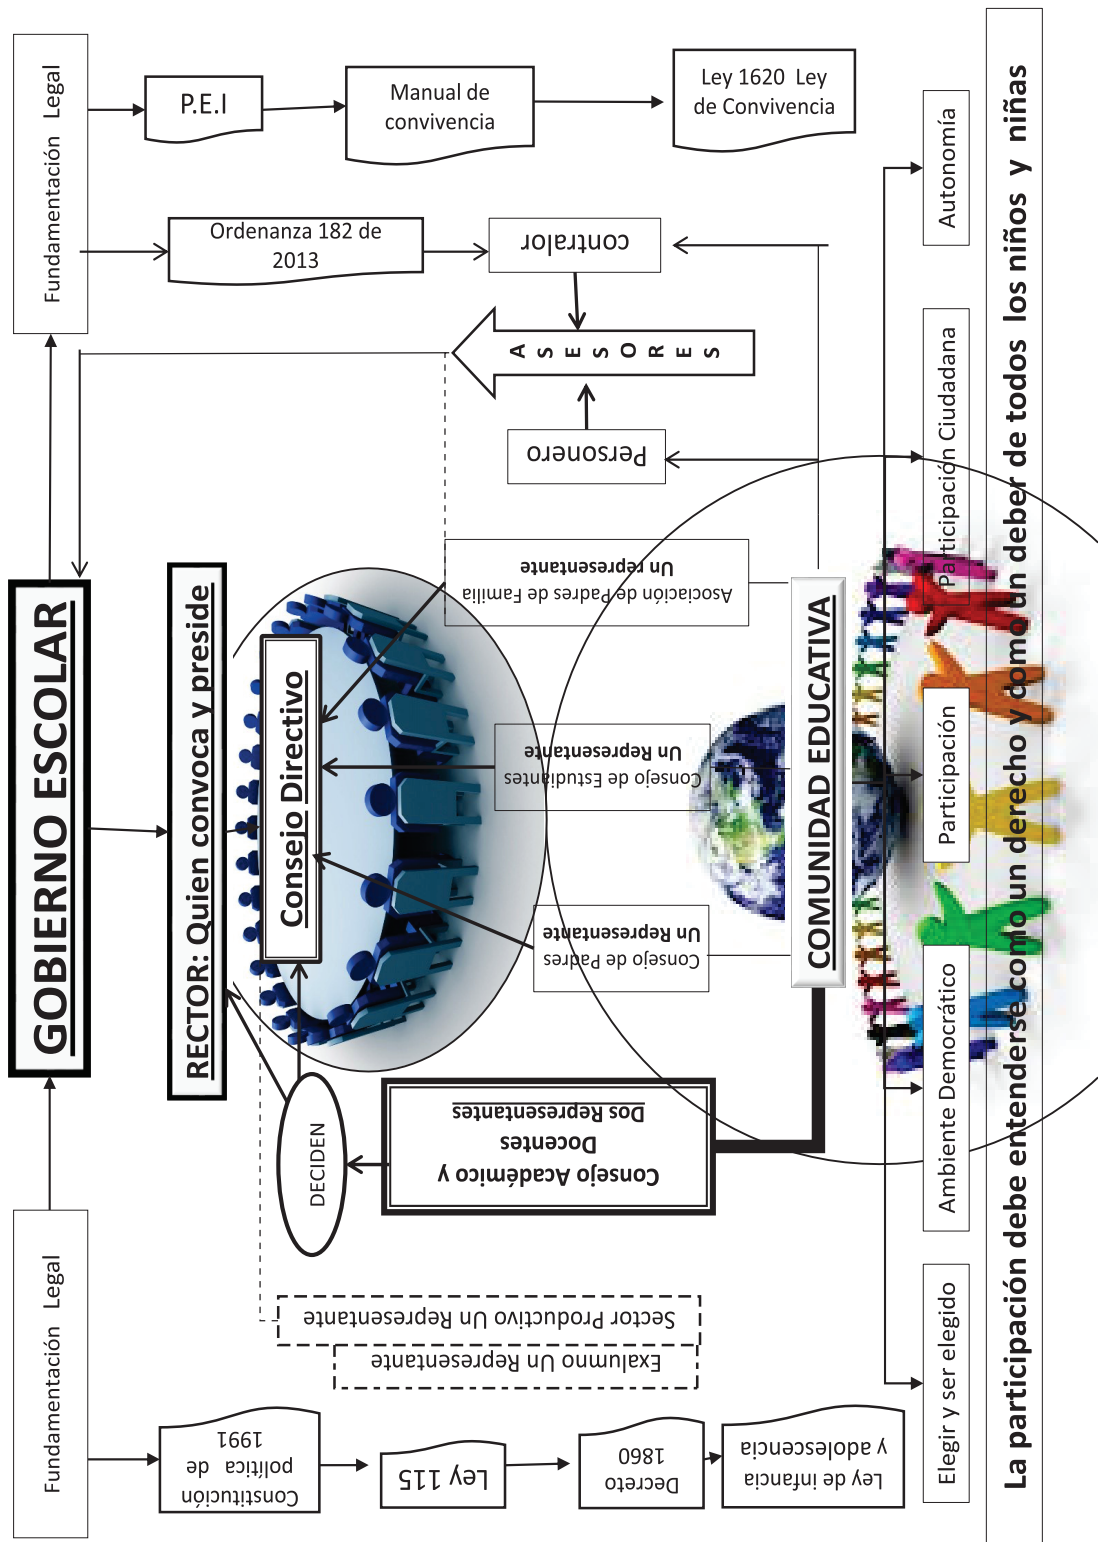 GOBIERNO ESCOLAR
Fundamentación Legal
Fundamentación Legal
RECTOR: Quien convoca y preside
Consejo Directivo
DECIDEN
Constitución
política de
1991
Ley 115
Decreto
1860
Ley de infancia
y adolescencia
Exalumno Un Representante
Sector Productivo Un Representante
Consejo Académico y
Docentes
Dos Representantes
Consejo de Padres
Un Representante
Consejo de Estudiantes
Un Representante
Asociación de Padres de Familia
Un representante
Personero
ASESORES
contralor
Ordenanza 182 de
2013
P.E.I
Manual de
convivencia
Ley 1620 Ley
de Convivencia
COMUNIDAD EDUCATIVA
Elegir y ser elegido
Ambiente Democrático
Participación
Participación Ciudadana
Autonomía
La participación debe entenderse como un derecho y como un deber de todos los niños y niñas